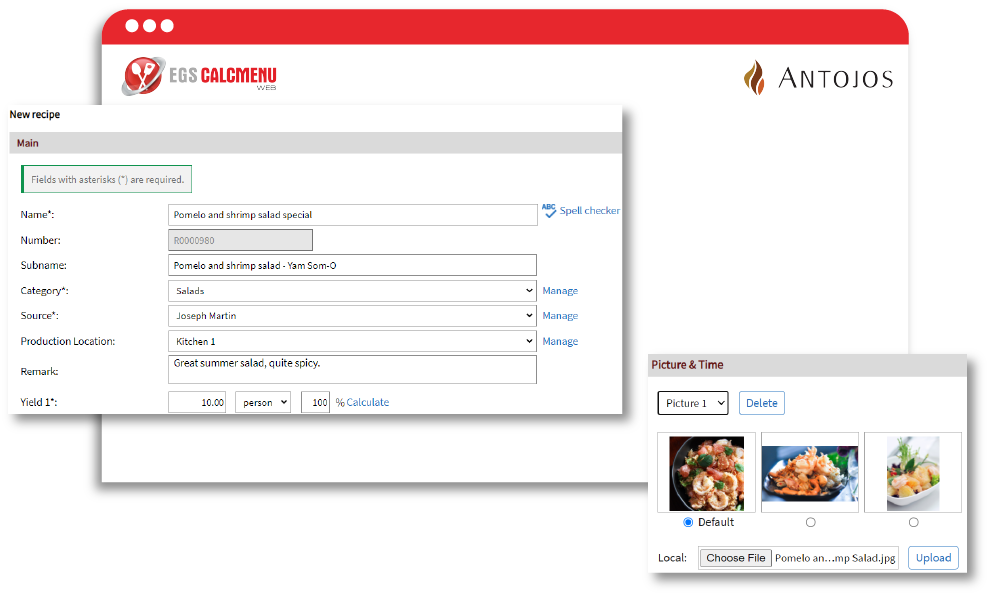 EGS CALCMENU
WEB
ANTOJOS
New recipe
Main
Fields with asterisks (*) are required.
Name*: Pomelo and shrimp salad special ABC Spell checker
Number: R0000980
Subname: Pomelo and shrimp salad - Yam Som-O
Category*: Salads Manage
Source*: Joseph Martin Manage
Production Location: Kitchen 1 Manage
Remark: Great summer salad, quite spicy.
Yield 1*: 10.00 person 100 % Calculate
Picture & Time
Picture 1 Delete
Default
Local: Choose File Pomelo an...mp Salad.jpg Upload